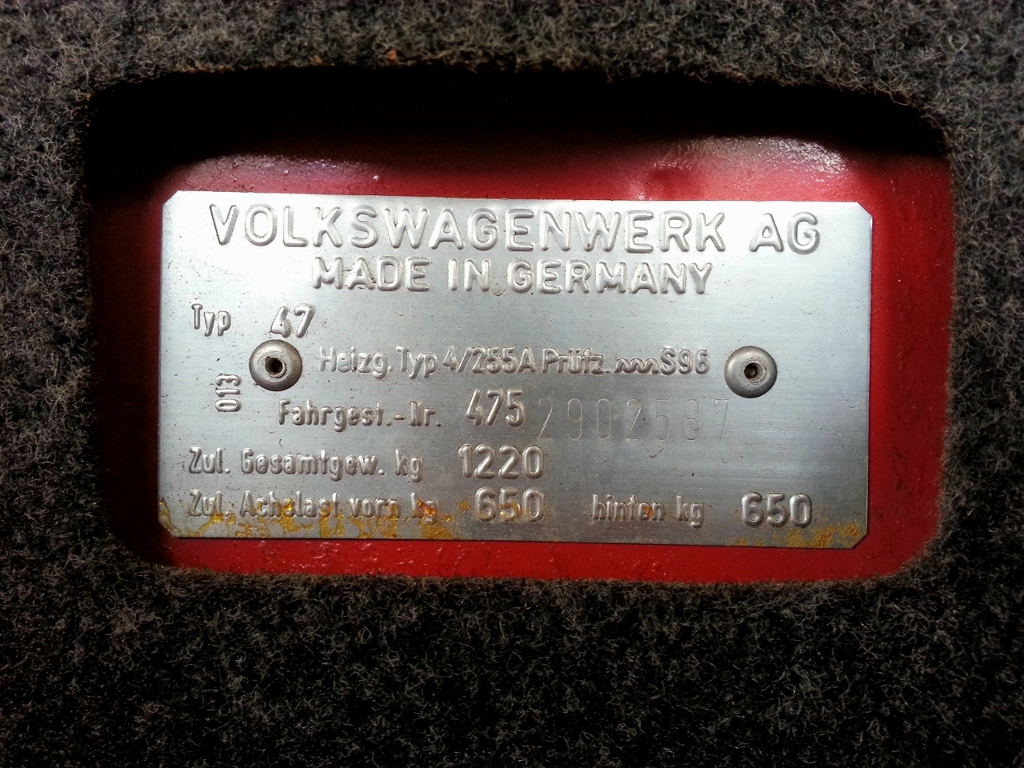 VOLKSWAGENWERK AG
MADE IN GERMANY
Typ 47
Heizg. Typ 4/255A Prüfz. S96
013
Fahrgest.-Nr. 475 2902587
Zul. Gesamtgew. kg 1220
Zul. Achslast vorn kg 650 hinten kg 650